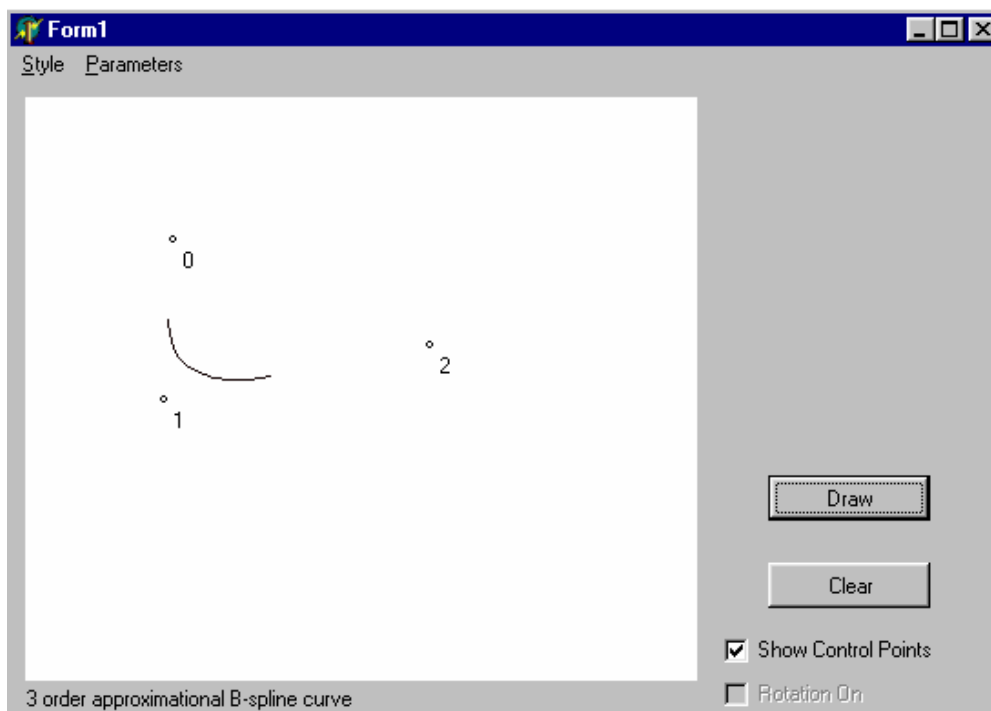 Form1
Style Parameters
0
2
1
Draw
Clear
Show Control Points
3 order approximational B-spline curve
Rotation On